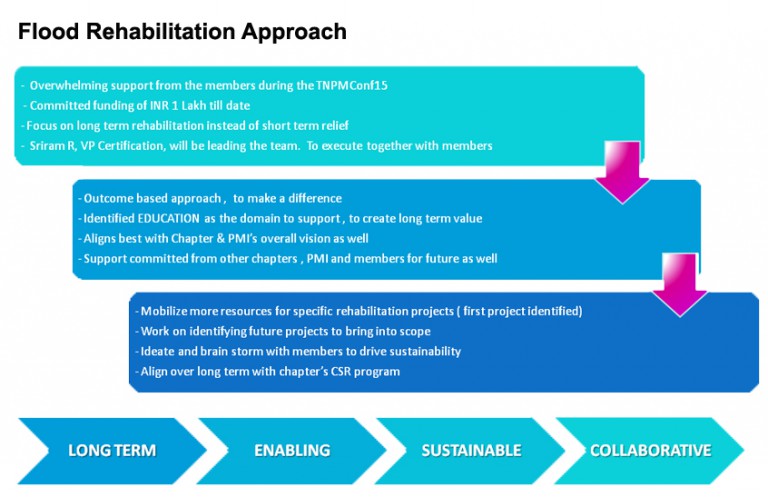 Flood Rehabilitation Approach
- Overwhelming support from the members during the TNPMConf15
- Committed funding of INR 1 Lakh till date
- Focus on long term rehabilitation instead of short term relief
- Sriram R, VP Certification, will be leading the team. To execute together with members
- Outcome based approach , to make a difference
- Identified EDUCATION as the domain to support , to create long term value
- Aligns best with Chapter & PMI's overall vision as well
- Support committed from other chapters , PMI and members for future as well
- Mobilize more resources for specific rehabilitation projects ( first project identified)
- Work on identifying future projects to bring into scope
- Ideate and brain storm with members to drive sustainability
- Align over long term with chapter's CSR program
LONG TERM ENABLING SUSTAINABLE COLLABORATIVE